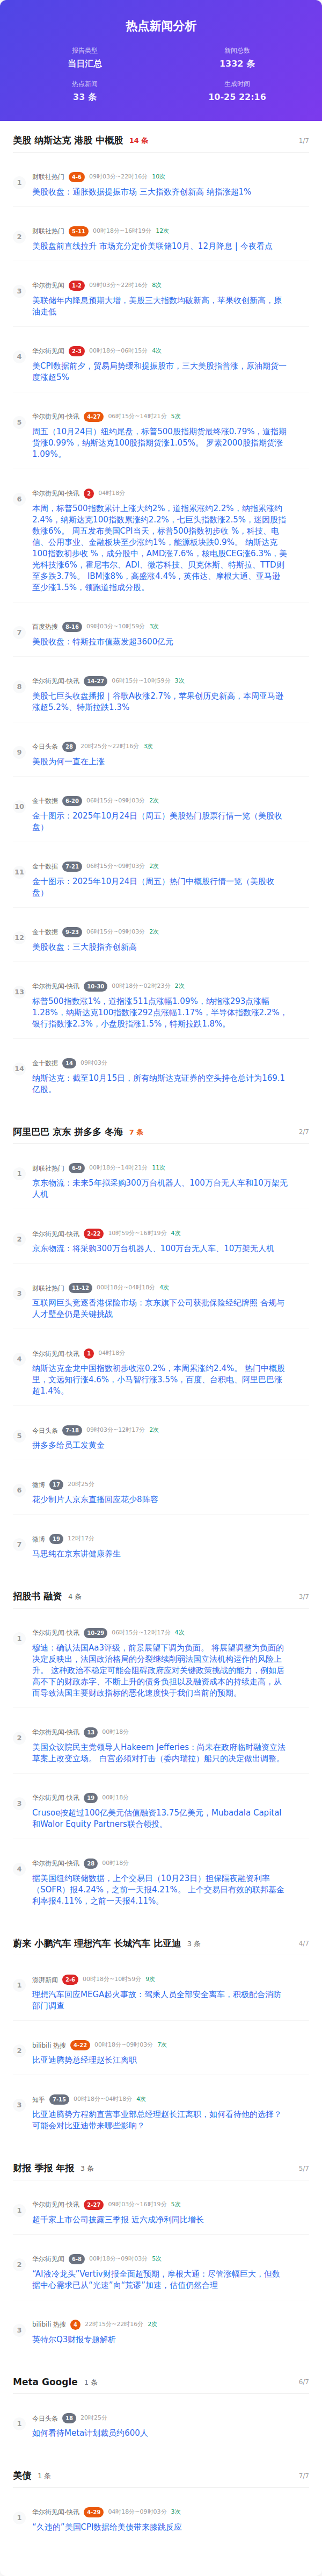 热点新闻分析
报告类型
当日汇总
新闻总数
1332 条
热点新闻
33 条
生成时间
10-25 22:16
美股 纳斯达克 港股 中概股 14 条 1/7
1
财联社热门 4-6 09时03分~22时16分 10次
美股收盘：通胀数据提振市场 三大指数齐创新高 纳指涨超1%
2
财联社热门 5-11 00时18分~16时19分 12次
美股盘前直线拉升 市场充分定价美联储10月、12月降息 | 今夜看点
3
华尔街见闻 1-2 09时03分~22时16分 8次
美联储年内降息预期大增，美股三大指数均破新高，苹果收创新高，原
油走低
4
华尔街见闻 2-3 00时18分~06时15分 4次
美CPI数据前夕，贸易局势缓和提振股市，三大美股指普涨，原油期货一
度涨超5%
5
华尔街见闻-快讯 4-27 06时15分~14时21分 5次
周五（10月24日）纽约尾盘，标普500股指期货最终涨0.79%，道指期
货涨0.99%，纳斯达克100股指期货涨1.05%。 罗素2000股指期货涨
1.09%。
6
华尔街见闻-快讯 2 04时18分
本周，标普500指数累计上涨大约2%，道指累涨约2.2%，纳指累涨约
2.4%，纳斯达克100指数累涨约2.2%，七巨头指数涨2.5%，迷因股指
数涨6%。 周五发布美国CPI当天，标普500指数初步收 %，科技、电
信、公用事业、金融板块至少涨约1%，能源板块跌0.9%。 纳斯达克
100指数初步收 %，成分股中，AMD涨7.6%，核电股CEG涨6.3%，美
光科技涨6%，霍尼韦尔、ADI、微芯科技、贝克休斯、特斯拉、TTD则
至多跌3.7%。 IBM涨8%，高盛涨4.4%，英伟达、摩根大通、亚马逊
至少涨1.5%，领跑道指成分股。
7
百度热搜 8-16 09时03分~10时59分 3次
美股收盘：特斯拉市值蒸发超3600亿元
8
华尔街见闻-快讯 14-27 06时15分~10时59分 3次
美股七巨头收盘播报｜谷歌A收涨2.7%，苹果创历史新高，本周亚马逊
涨超5.2%、特斯拉跌1.3%
9
今日头条 28 20时25分~22时16分 3次
美股为何一直在上涨
10
金十数据 6-20 06时15分~09时03分 2次
金十图示：2025年10月24日（周五）美股热门股票行情一览（美股收
盘）
11
金十数据 7-21 06时15分~09时03分 2次
金十图示：2025年10月24日（周五）热门中概股行情一览（美股收
盘）
12
金十数据 9-23 06时15分~09时03分 2次
美股收盘：三大股指齐创新高
13
华尔街见闻-快讯 10-30 00时18分~02时23分 2次
标普500指数涨1%，道指涨511点涨幅1.09%，纳指涨293点涨幅
1.28%，纳斯达克100指数涨292点涨幅1.17%，半导体指数涨2.2%，
银行指数涨2.3%，小盘股指涨1.5%，特斯拉跌1.8%。
14
金十数据 14 09时03分
纳斯达克：截至10月15日，所有纳斯达克证券的空头持仓总计为169.1
亿股。
阿里巴巴 京东 拼多多 冬海 7 条 2/7
1
财联社热门 6-9 00时18分~14时21分 11次
京东物流：未来5年拟采购300万台机器人、100万台无人车和10万架无
人机
2
华尔街见闻-快讯 2-22 10时59分~16时19分 4次
京东物流：将采购300万台机器人、100万台无人车、10万架无人机
3
财联社热门 11-12 00时18分~04时18分 4次
互联网巨头竞逐香港保险市场：京东旗下公司获批保险经纪牌照 合规与
人才壁垒仍是关键挑战
4
华尔街见闻-快讯 1 04时18分
纳斯达克金龙中国指数初步收涨0.2%，本周累涨约2.4%。 热门中概股
里，文远知行涨4.6%，小马智行涨3.5%，百度、台积电、阿里巴巴涨
超1.4%。
5
今日头条 7-18 09时03分~12时17分 2次
拼多多给员工发黄金
6
微博 17 20时25分
花少制片人京东直播回应花少8阵容
7
微博 19 12时17分
马思纯在京东讲健康养生
招股书 融资 4 条 3/7
1
华尔街见闻-快讯 10-29 06时15分~12时17分 4次
穆迪：确认法国Aa3评级，前景展望下调为负面。 将展望调整为负面的
决定反映出，法国政治格局的分裂继续削弱法国立法机构运作的风险上
升。 这种政治不稳定可能会阻碍政府应对关键政策挑战的能力，例如居
高不下的财政赤字、不断上升的债务负担以及融资成本的持续走高，从
而导致法国主要财政指标的恶化速度快于我们当前的预期。
2
华尔街见闻-快讯 13 00时18分
美国众议院民主党领导人Hakeem Jefferies：尚未在政府临时融资立法
草案上改变立场。 白宫必须对打击（委内瑞拉）船只的决定做出调整。
3
华尔街见闻-快讯 19 00时18分
Crusoe按超过100亿美元估值融资13.75亿美元，Mubadala Capital
和Walor Equity Partners联合领投。
4
华尔街见闻-快讯 28 00时18分
据美国纽约联储数据，上个交易日（10月23日）担保隔夜融资利率
（SOFR）报4.24%，之前一天报4.21%。 上个交易日有效的联邦基金
利率报4.11%，之前一天报4.11%。
蔚来 小鹏汽车 理想汽车 长城汽车 比亚迪 3 条 4/7
1
澎湃新闻 2-6 00时18分~10时59分 9次
理想汽车回应MEGA起火事故：驾乘人员全部安全离车，积极配合消防
部门调查
2
bilibili 热搜 4-22 00时18分~09时03分 7次
比亚迪腾势总经理赵长江离职
3
知乎 7-15 00时18分~04时18分 4次
比亚迪腾势方程豹直营事业部总经理赵长江离职，如何看待他的选择？
可能会对比亚迪带来哪些影响？
财报 季报 年报 3 条 5/7
1
华尔街见闻-快讯 2-27 09时03分~16时19分 5次
超千家上市公司披露三季报 近六成净利同比增长
2
华尔街见闻 6-8 00时18分~09时03分 5次
“AI液冷龙头”Vertiv财报全面超预期，摩根大通：尽管涨幅巨大，但数
据中心需求已从“光速”向“荒谬”加速，估值仍然合理
3
bilibili 热搜 4 22时15分~22时16分 2次
英特尔Q3财报专题解析
Meta Google 1 条 6/7
1
今日头条 18 20时25分
如何看待Meta计划裁员约600人
美债 1 条 7/7
1
华尔街见闻-快讯 4-29 04时18分~09时03分 3次
“久违的”美国CPI数据给美债带来膝跳反应